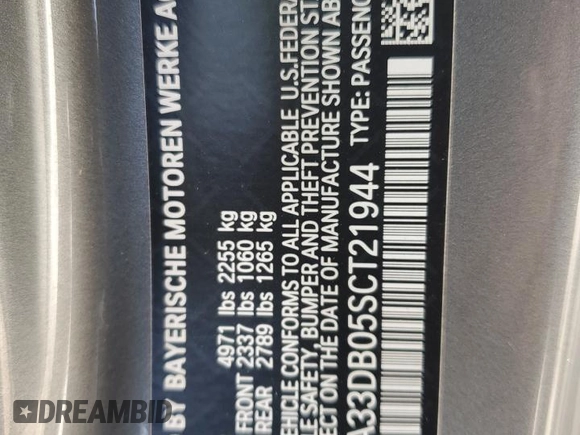 D BY BAYERISCHE MOTOREN WERKE AG
4971 lbs 2255 kg
FRONT 2337 lbs 1060 kg
REAR 2789 lbs 1265 kg
VEHICLE CONFORMS TO ALL APPLICABLE U.S.FEDERA
LE SAFETY, BUMPER AND THEFT PREVENTION ST
CT ON THE DATE OF MANUFACTURE SHOWN AB
A33DB05SCT21944 TYPE: PASSENG
DREAMBID